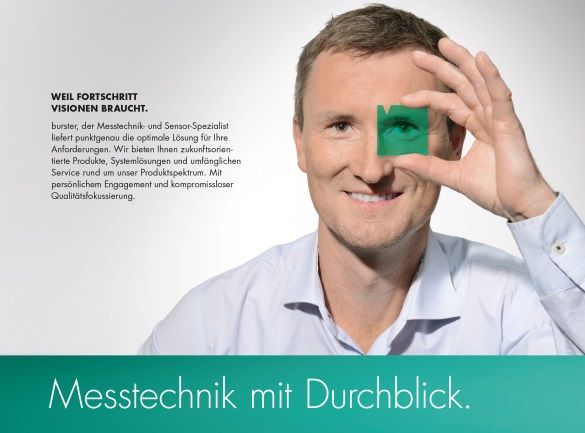 WEIL FORTSCHRITT
VISIONEN BRAUCHT.
burster, der Messtechnik- und Sensor-Spezialist
liefert punktgenau die optimale Lösung für Ihre
Anforderungen. Wir bieten Ihnen zukunftsorien-
tierte Produkte, Systemlösungen und umfänglichen
Service rund um unser Produktspektrum. Mit
persönlichem Engagement und kompromissloser
Qualitätsfokussierung.
Messtechnik mit Durchblick.